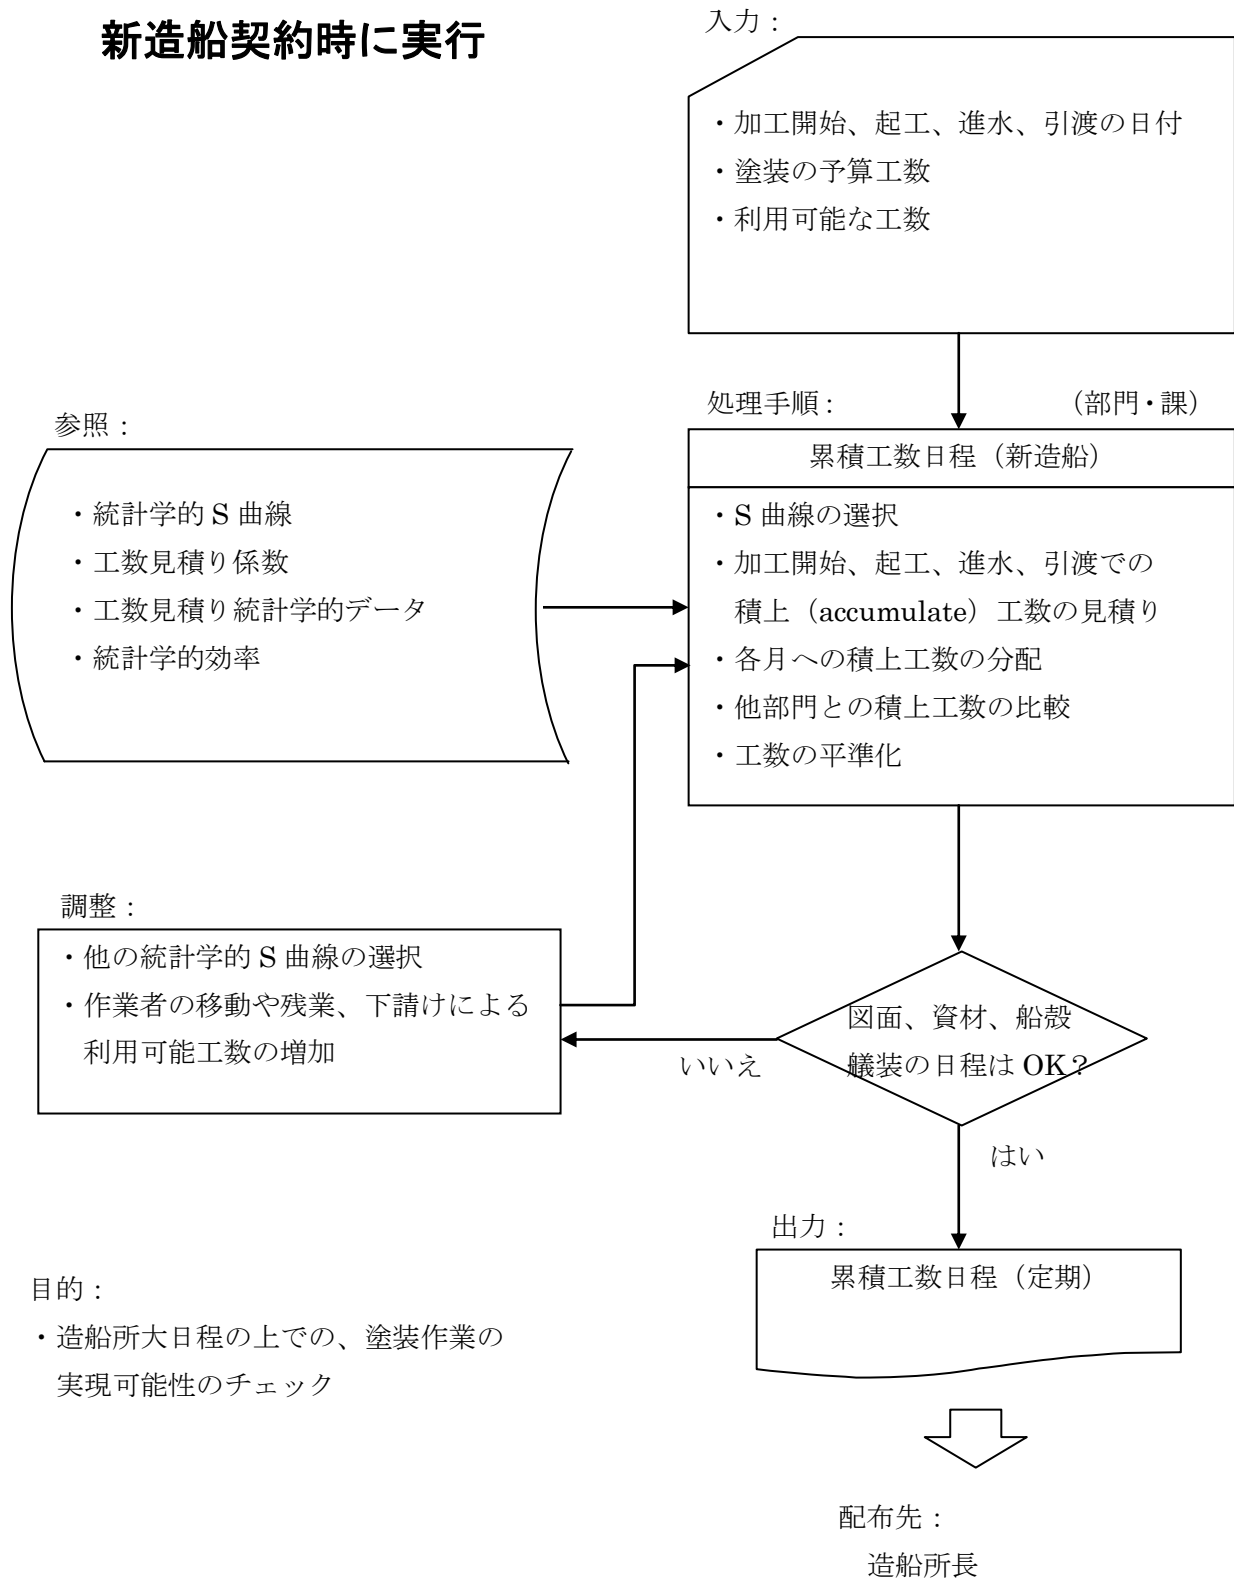 新造船契約時に実行
入力：
・加工開始、起工、進水、引渡の日付
・塗装の予算工数
・利用可能な工数
処理手順： （部門・課）
累積工数日程（新造船）
・S 曲線の選択
・加工開始、起工、進水、引渡での
積上（accumulate）工数の見積り
・各月への積上工数の分配
・他部門との積上工数の比較
・工数の平準化
参照：
・統計学的 S 曲線
・工数見積り係数
・工数見積り統計学的データ
・統計学的効率
調整：
・他の統計学的 S 曲線の選択
・作業者の移動や残業、下請けによる
利用可能工数の増加
図面、資材、船殻
艤装の日程は OK？
いいえ
はい
出力：
累積工数日程（定期）
目的：
・造船所大日程の上での、塗装作業の
実現可能性のチェック
配布先：
造船所長